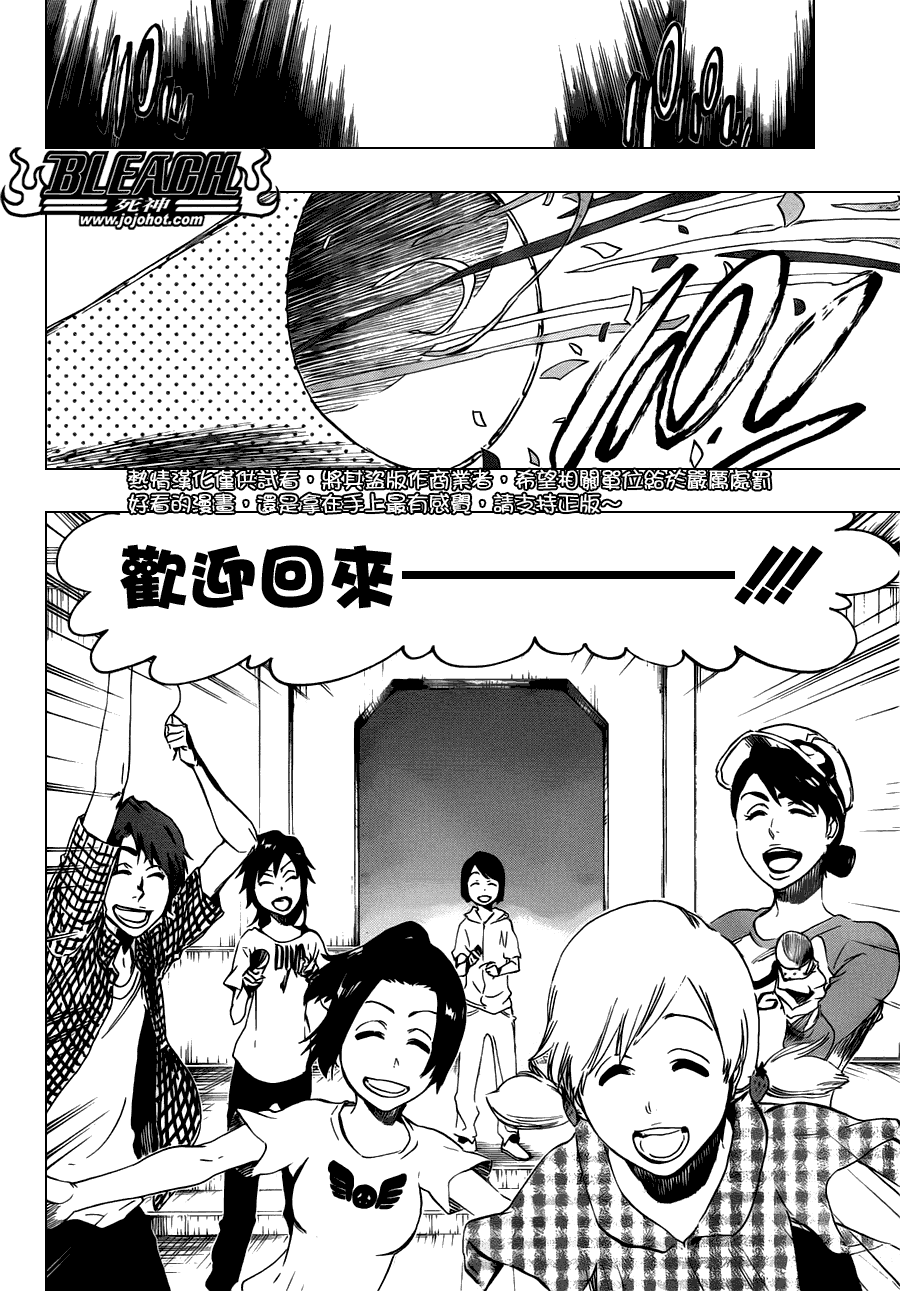 BLEACH
死神
www.jojohot.com
熱情漢化僅供試看，將其盜版作商業者，希望相關單位給於嚴厲處罰
好看的漫畫，還是拿在手上最有感覺，請支持正版～
歡迎回來——————!!!